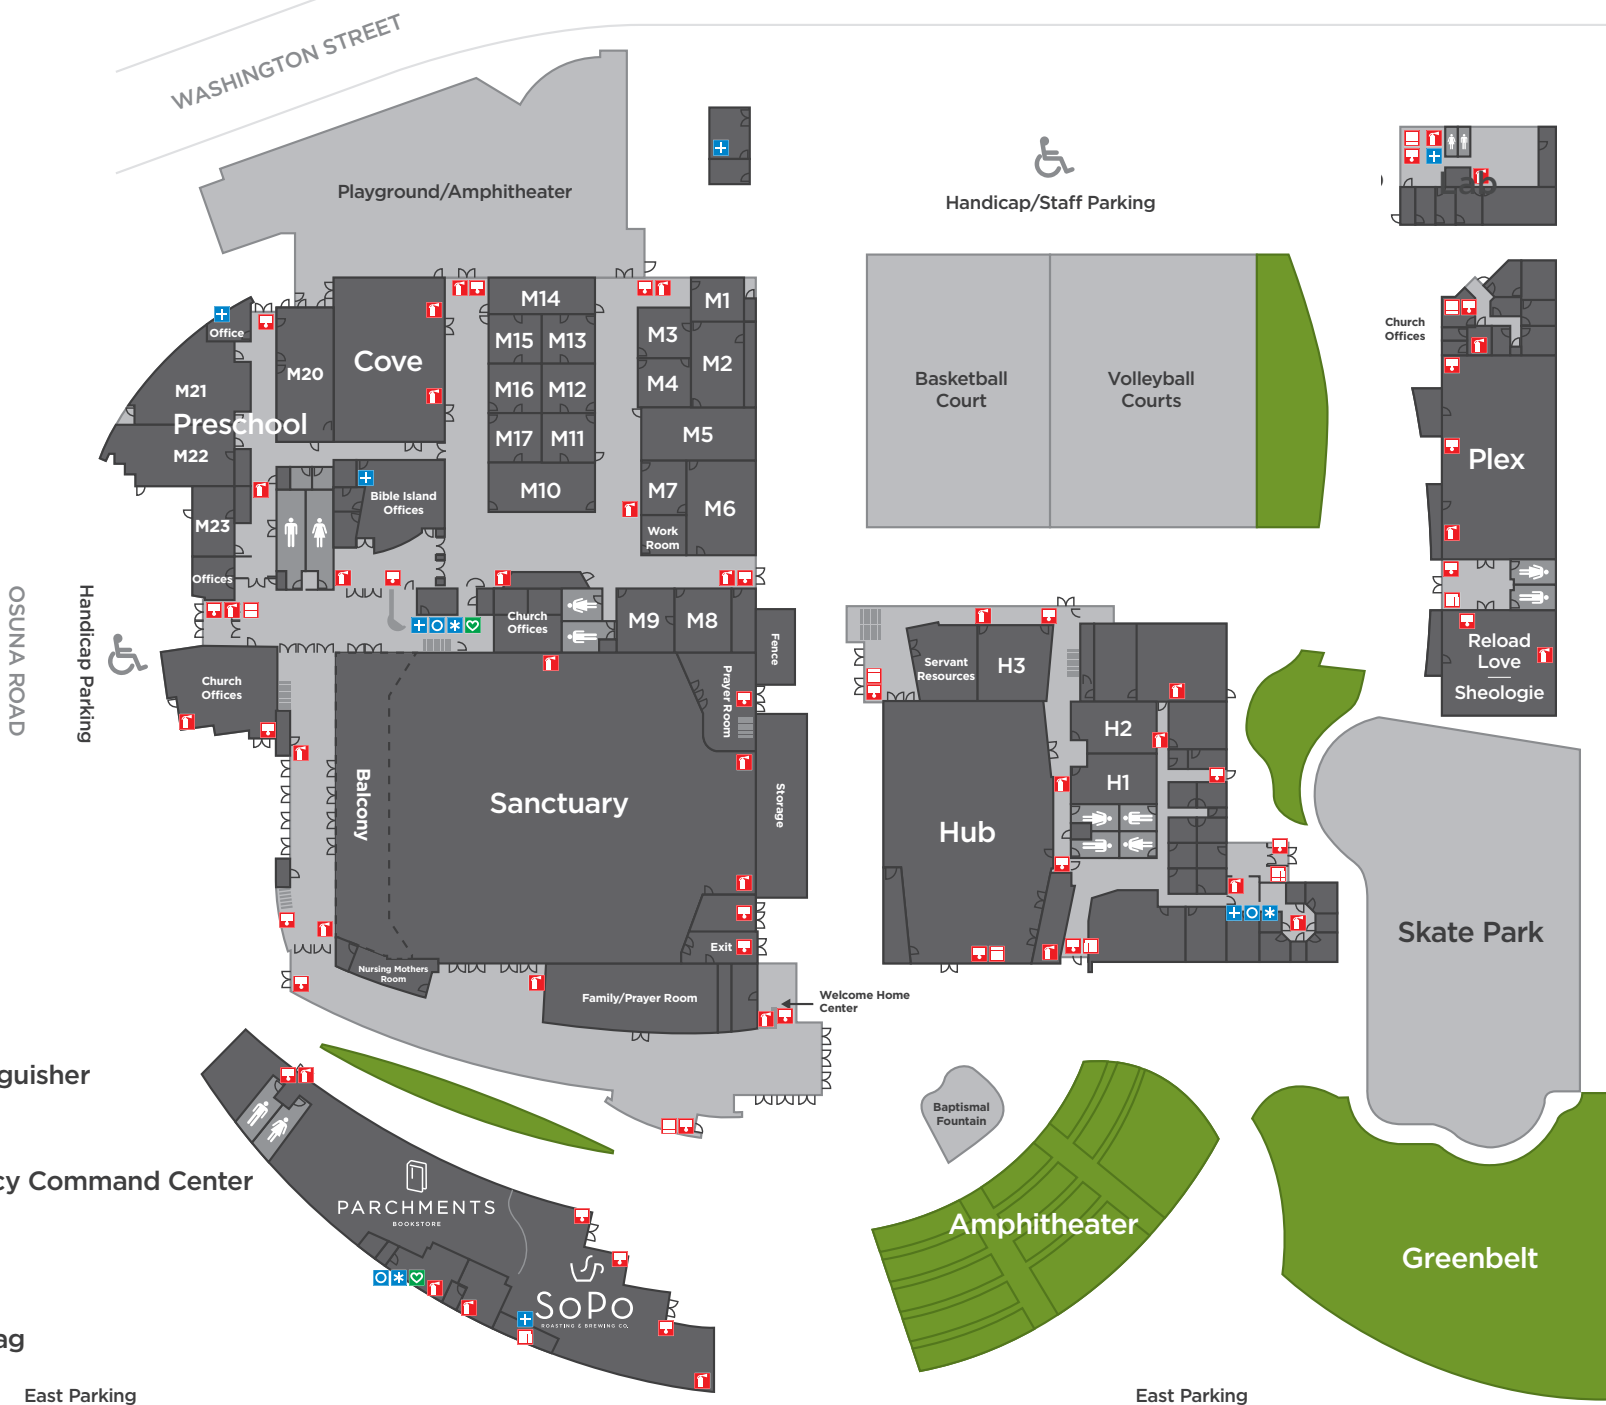 WASHINGTON STREET
Playground/Amphitheater
Handicap/Staff Parking
Lab
Office
M20
Cove
M14
M1
M15
M13
M3
M2
M16
M12
M4
M21
Preschool
M22
M17
M11
M5
M10
M7
M6
Bible Island
Offices
Work
Room
M23
Offices
Basketball
Court
Volleyball
Courts
Church
Offices
Plex
Reload
Love
Sheologie
OSUNA ROAD
Handicap Parking
Church
Offices
M9
M8
Fence
Church
Offices
Prayer Room
Balcony
Sanctuary
Storage
Exit
Nursing Mothers
Room
Family/Prayer Room
Welcome Home
Center
Servant
Resources
H3
H2
H1
Hub
Skate Park
guisher
cy Command Center
ag
PARCHMENTS
BOOKSTORE
SOPO
ROASTING & BREWING CO.
Baptismal
Fountain
Amphitheater
Greenbelt
East Parking
East Parking